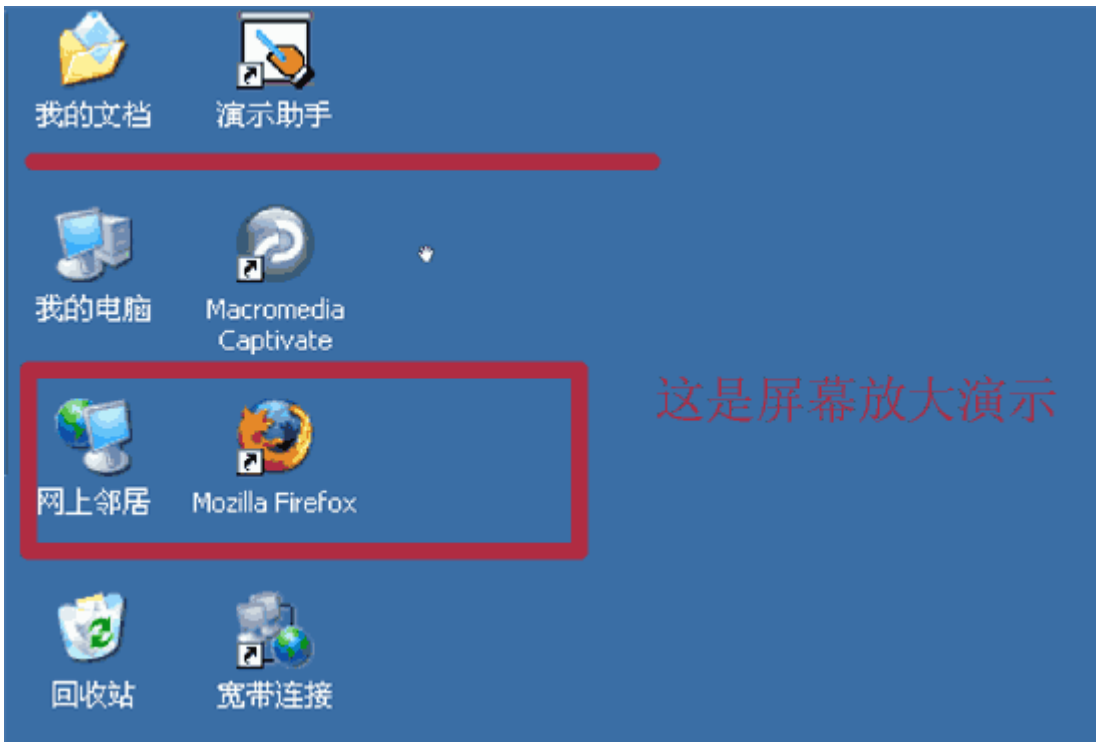 我的文档
演示助手
我的电脑
Macromedia
Captivate
这是屏幕放大演示
网上邻居
Mozilla Firefox
回收站
宽带连接